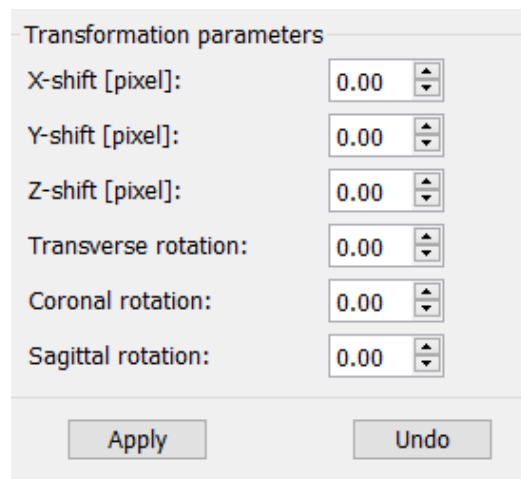 Transformation parameters
X-shift [pixel]: 0.00
Y-shift [pixel]: 0.00
Z-shift [pixel]: 0.00
Transverse rotation: 0.00
Coronal rotation: 0.00
Sagittal rotation: 0.00
Apply Undo